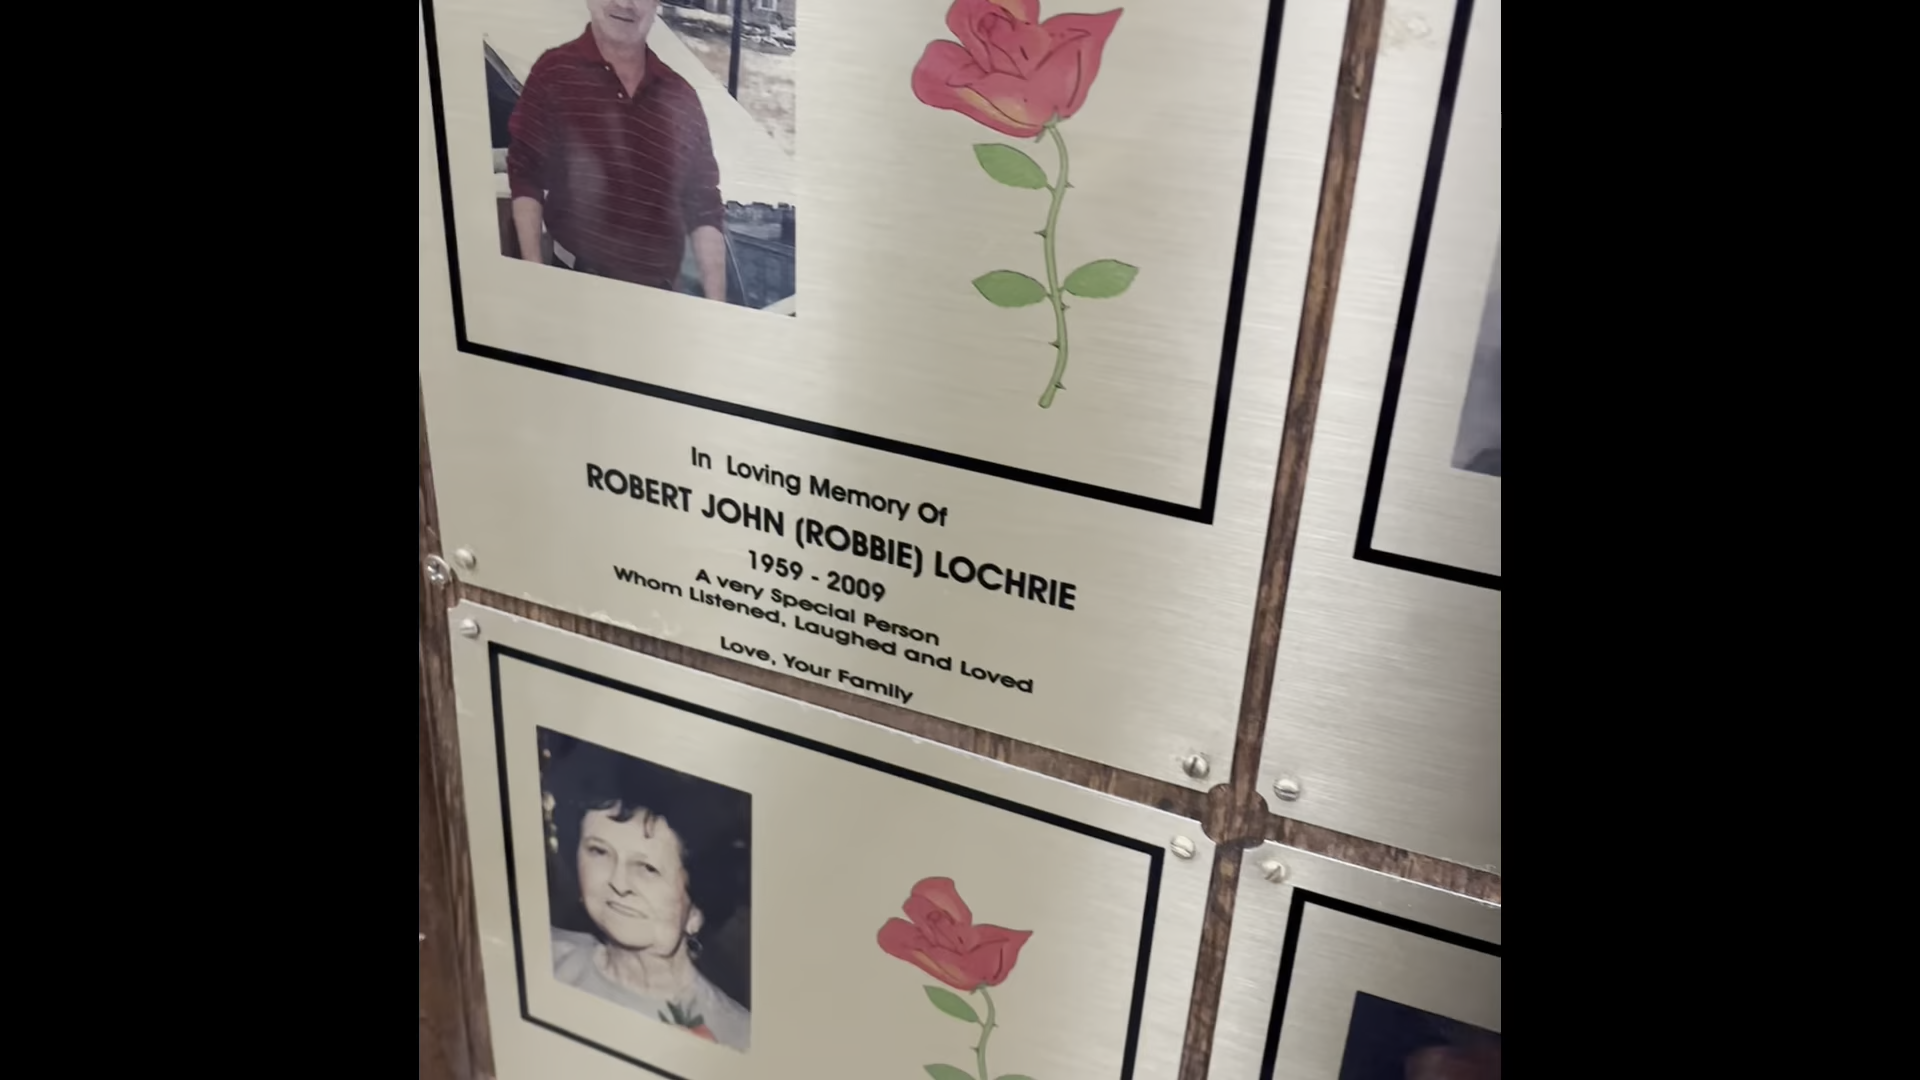 In Loving Memory Of
ROBERT JOHN (ROBBIE) LOCHRIE
1959 - 2009
A very Special Person
Whom Listened, Laughed and Loved
Love, Your Family